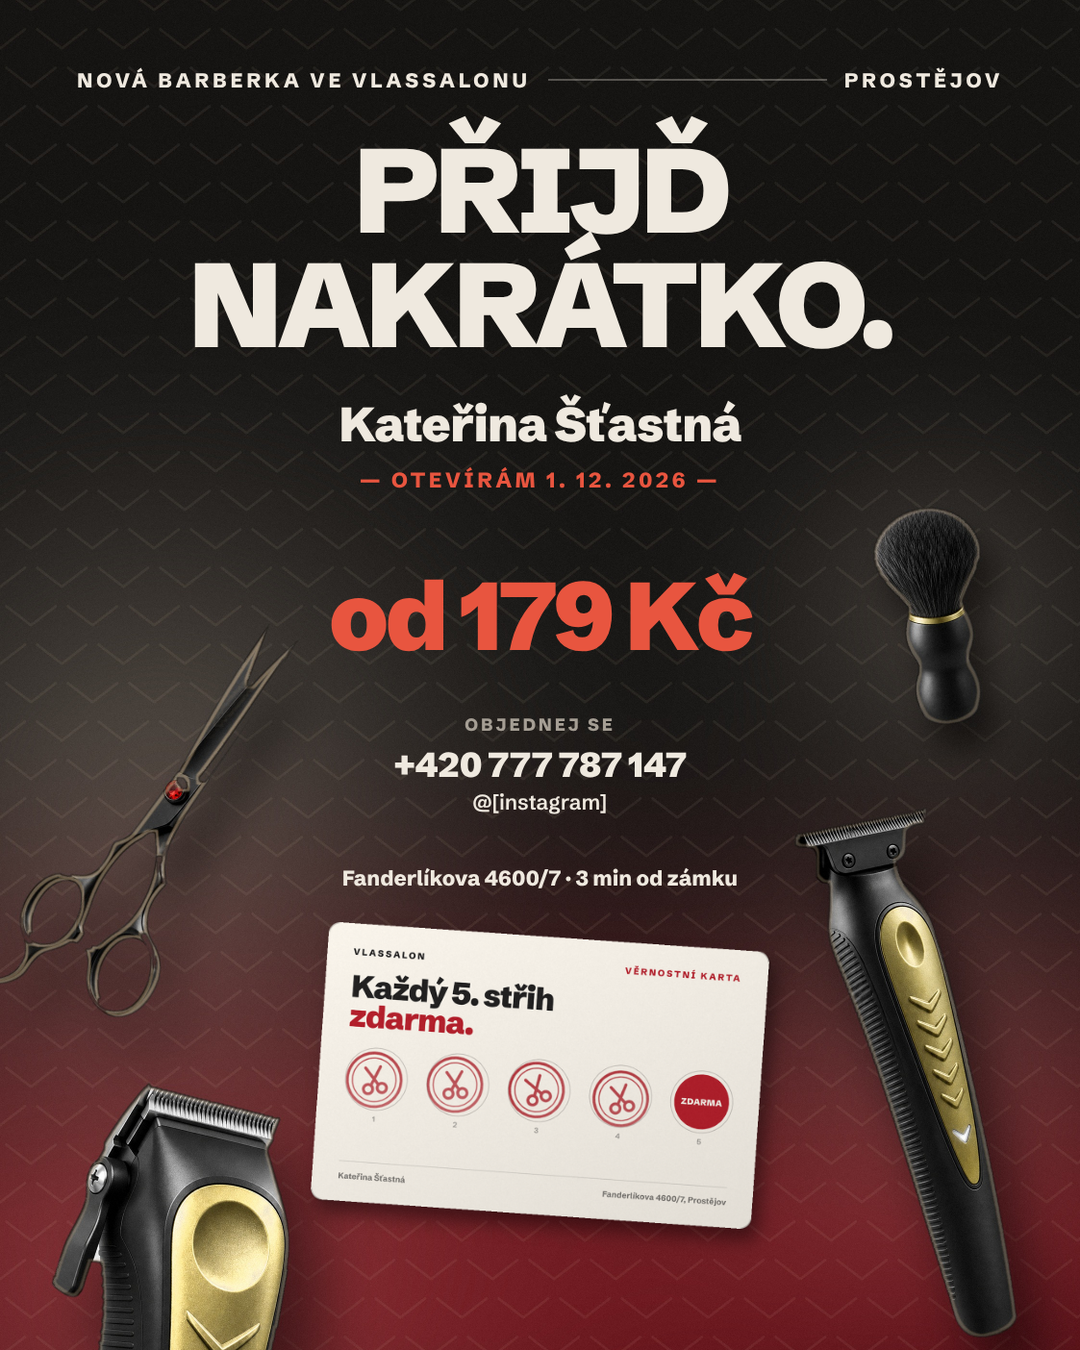 NOVÁ BARBERKA VE VLASSALONU PROSTĚJOV
PŘIJĎ
NAKRÁTKO.
Kateřina Šťastná
— OTEVÍRÁM 1. 12. 2026 —
od 179 Kč
OBJEDNEJ SE
+420 777 787 147
@[instagram]
Fanderlíkova 4600/7 · 3 min od zámku
VLASSALON
VĚRNOSTNÍ KARTA
Každý 5. střih
zdarma.
ZDARMA
1 2 3 4 5
Kateřina Šťastná
Fanderlíkova 4600/7, Prostějov